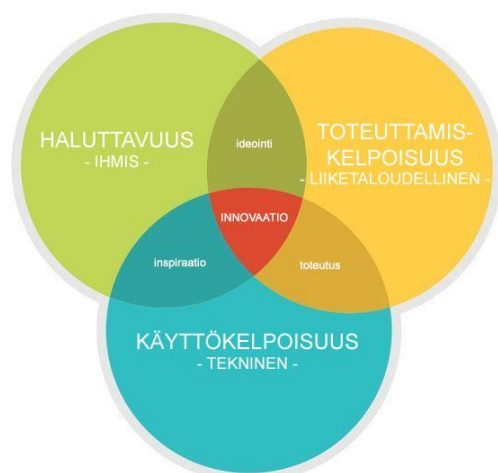 HALUTTAVUUS
- IHMIS -
ideointi
TOTEUTTAMIS-
KELPOISUUS
- LIIKETALOUDELLINEN -
INNOVAATIO
inspiraatio
toteutus
KÄYTTÖKELPOISUUS
- TEKNINEN -